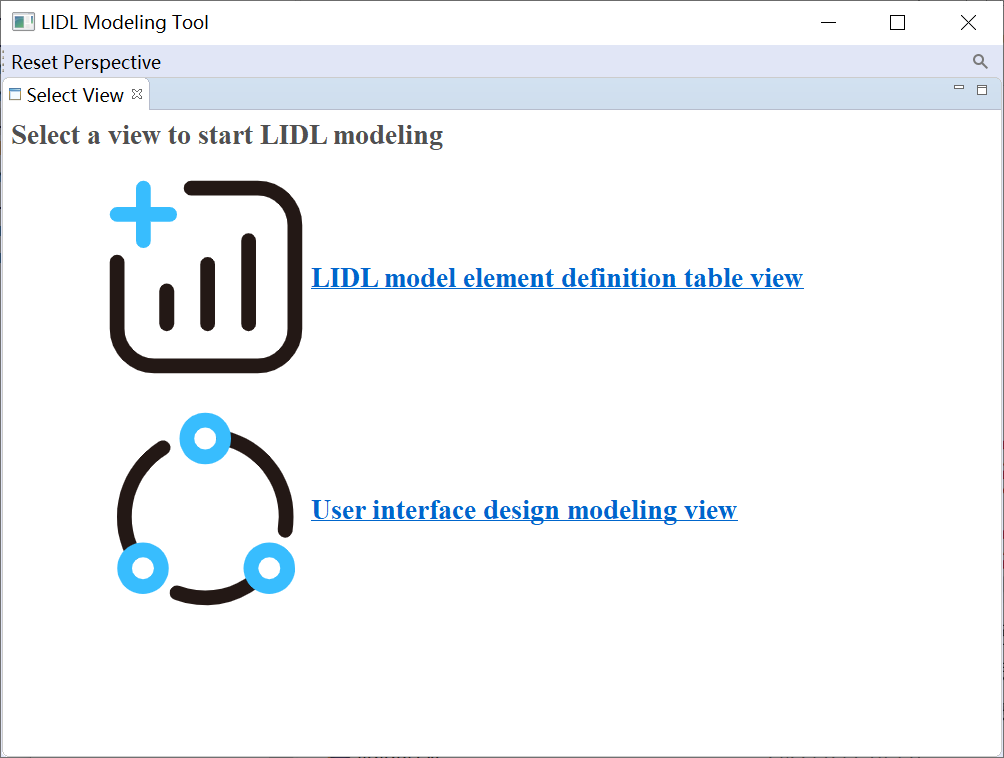 LIDL Modeling Tool
Reset Perspective
Select View
Select a view to start LIDL modeling
LIDL model element definition table view
User interface design modeling view